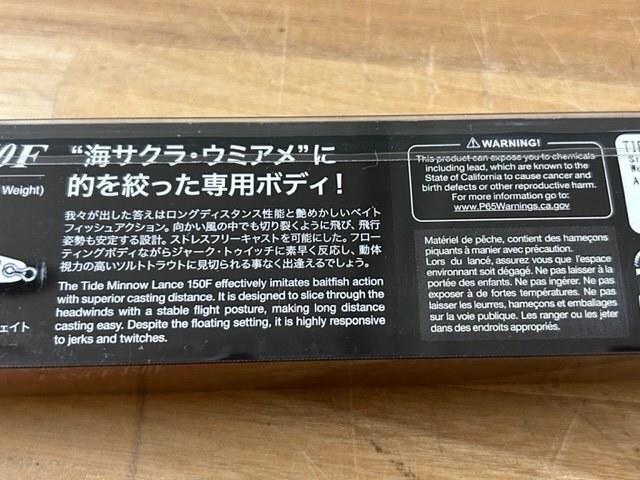 0F
Weight)
“海サクラ・ウミアメ”に
的を絞った専用ボディ!
我々が出した答えはロングディスタンス性能と艶めかしいベイト
フィッシュアクション。向かい風の中でも切り裂くように飛び、飛行
姿勢も安定する設計。ストレスフリーキャストを可能にした。フロー
ティングボディながらジャーク・トゥイッチに素早く反応し、動体
視力の高いソルトトラウトに見切られる事なく出逢えるでしょう。
ェイト
The Tide Minnow Lance 150F effectively imitates baitfish action
with superior casting distance. It is designed to slice through the
headwinds with a stable flight posture, making long distance
casting easy. Despite the floating setting, it is highly responsive
to jerks and twitches.
WARNING!
This product can expose you to chemicals
including lead, which are known to the
State of California to cause cancer and
birth defects or other reproductive harm.
For more information go to:
www.P65Warnings.ca.gov
Matériel de pêche, contient des hameçons
piquants à manier avec précaution.
Lors du lancé, assurez vous que l'espace
environnant soit dégagé. Ne pas laisser à la
portée des enfants. Ne pas ingérer. Ne pas
exposer à de fortes températures. Ne pas
laisser les leurres, hameçons et emballages
sur la voie publique. Les ranger ou les jeter
dans des endroits appropriés.